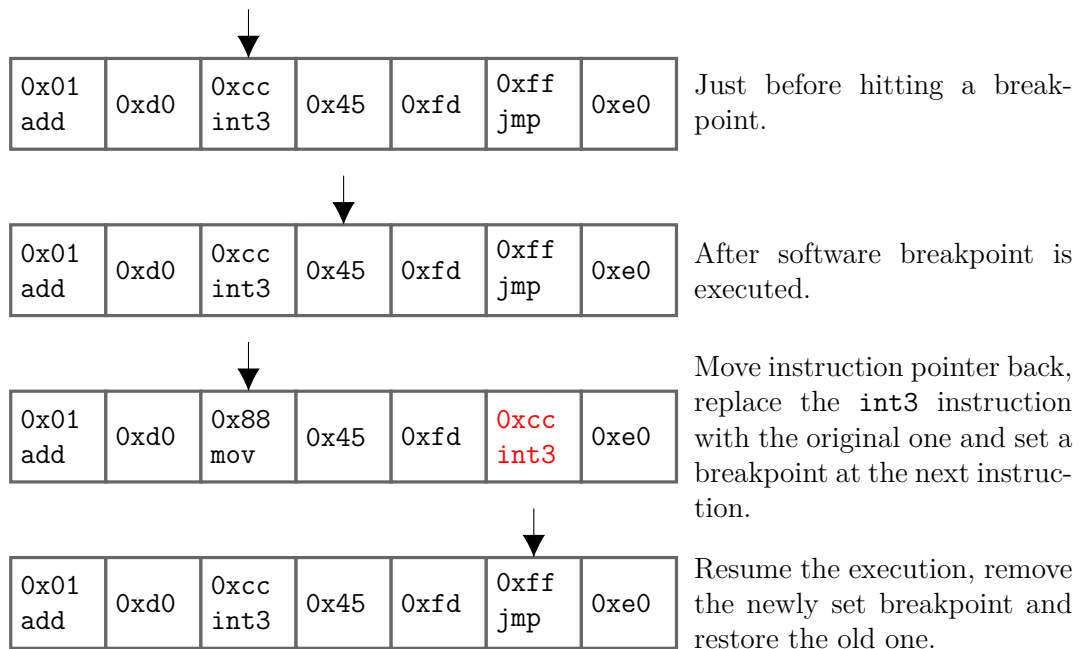 0x01 add 0xd0 0xcc int3 0x45 0xfd 0xff jmp 0xe0
Just before hitting a break-
point.
0x01 add 0xd0 0xcc int3 0x45 0xfd 0xff jmp 0xe0
After software breakpoint is
executed.
0x01 add 0xd0 0x88 mov 0x45 0xfd 0xcc int3 0xe0
Move instruction pointer back,
replace the int3 instruction
with the original one and set a
breakpoint at the next instruc-
tion.
0x01 add 0xd0 0xcc int3 0x45 0xfd 0xff jmp 0xe0
Resume the execution, remove
the newly set breakpoint and
restore the old one.